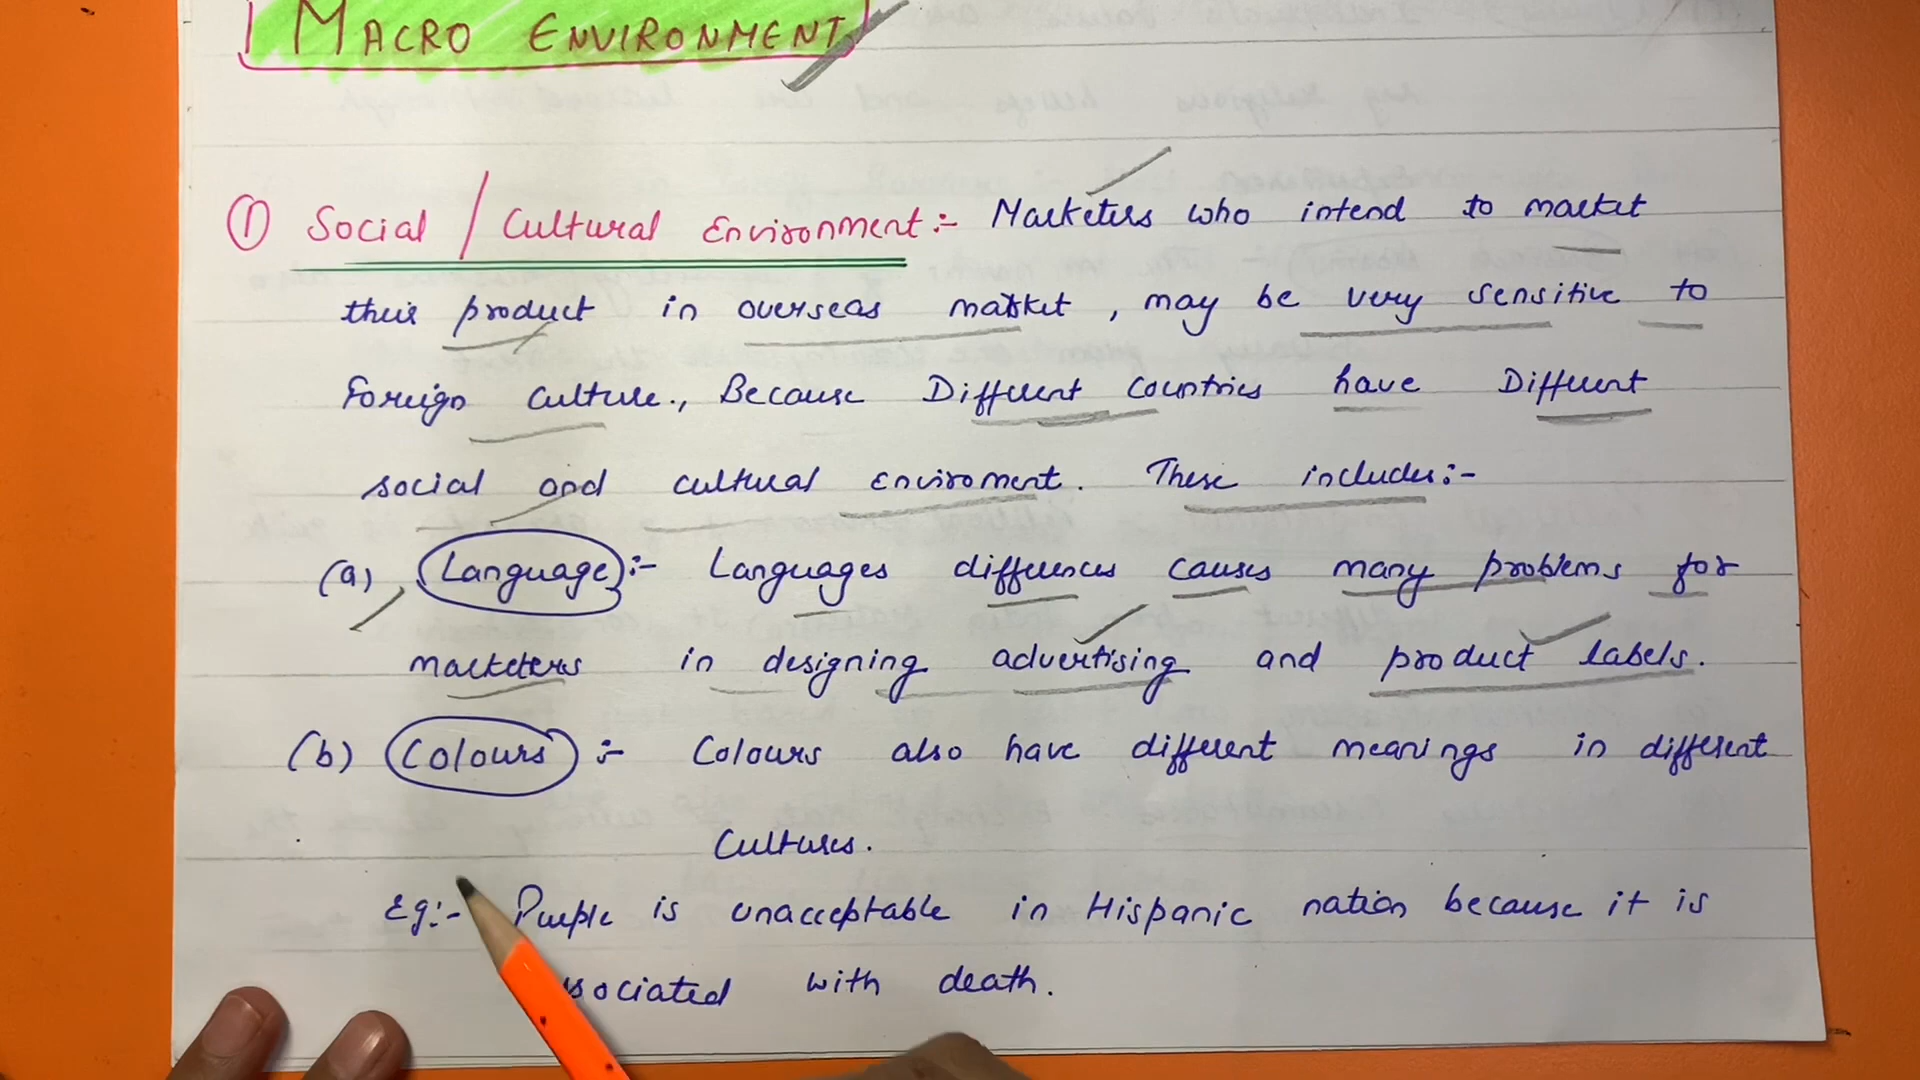 MACRO ENVIRONMENT
① Social / Cultural Environment:- Marketers who intend to market
their product in overseas market, may be very sensitive to
Foreign culture., Because Different Countries have Different
social and cultural Enviroment. These includes:-
(a) Language:- Languages differences causes many problems for
marketers in designing advertising and product labels.
(b) Colours :- Colours also have different meanings in different
Cultures.
Eg:- Purple is unacceptable in Hispanic nation because it is
sociated with death.